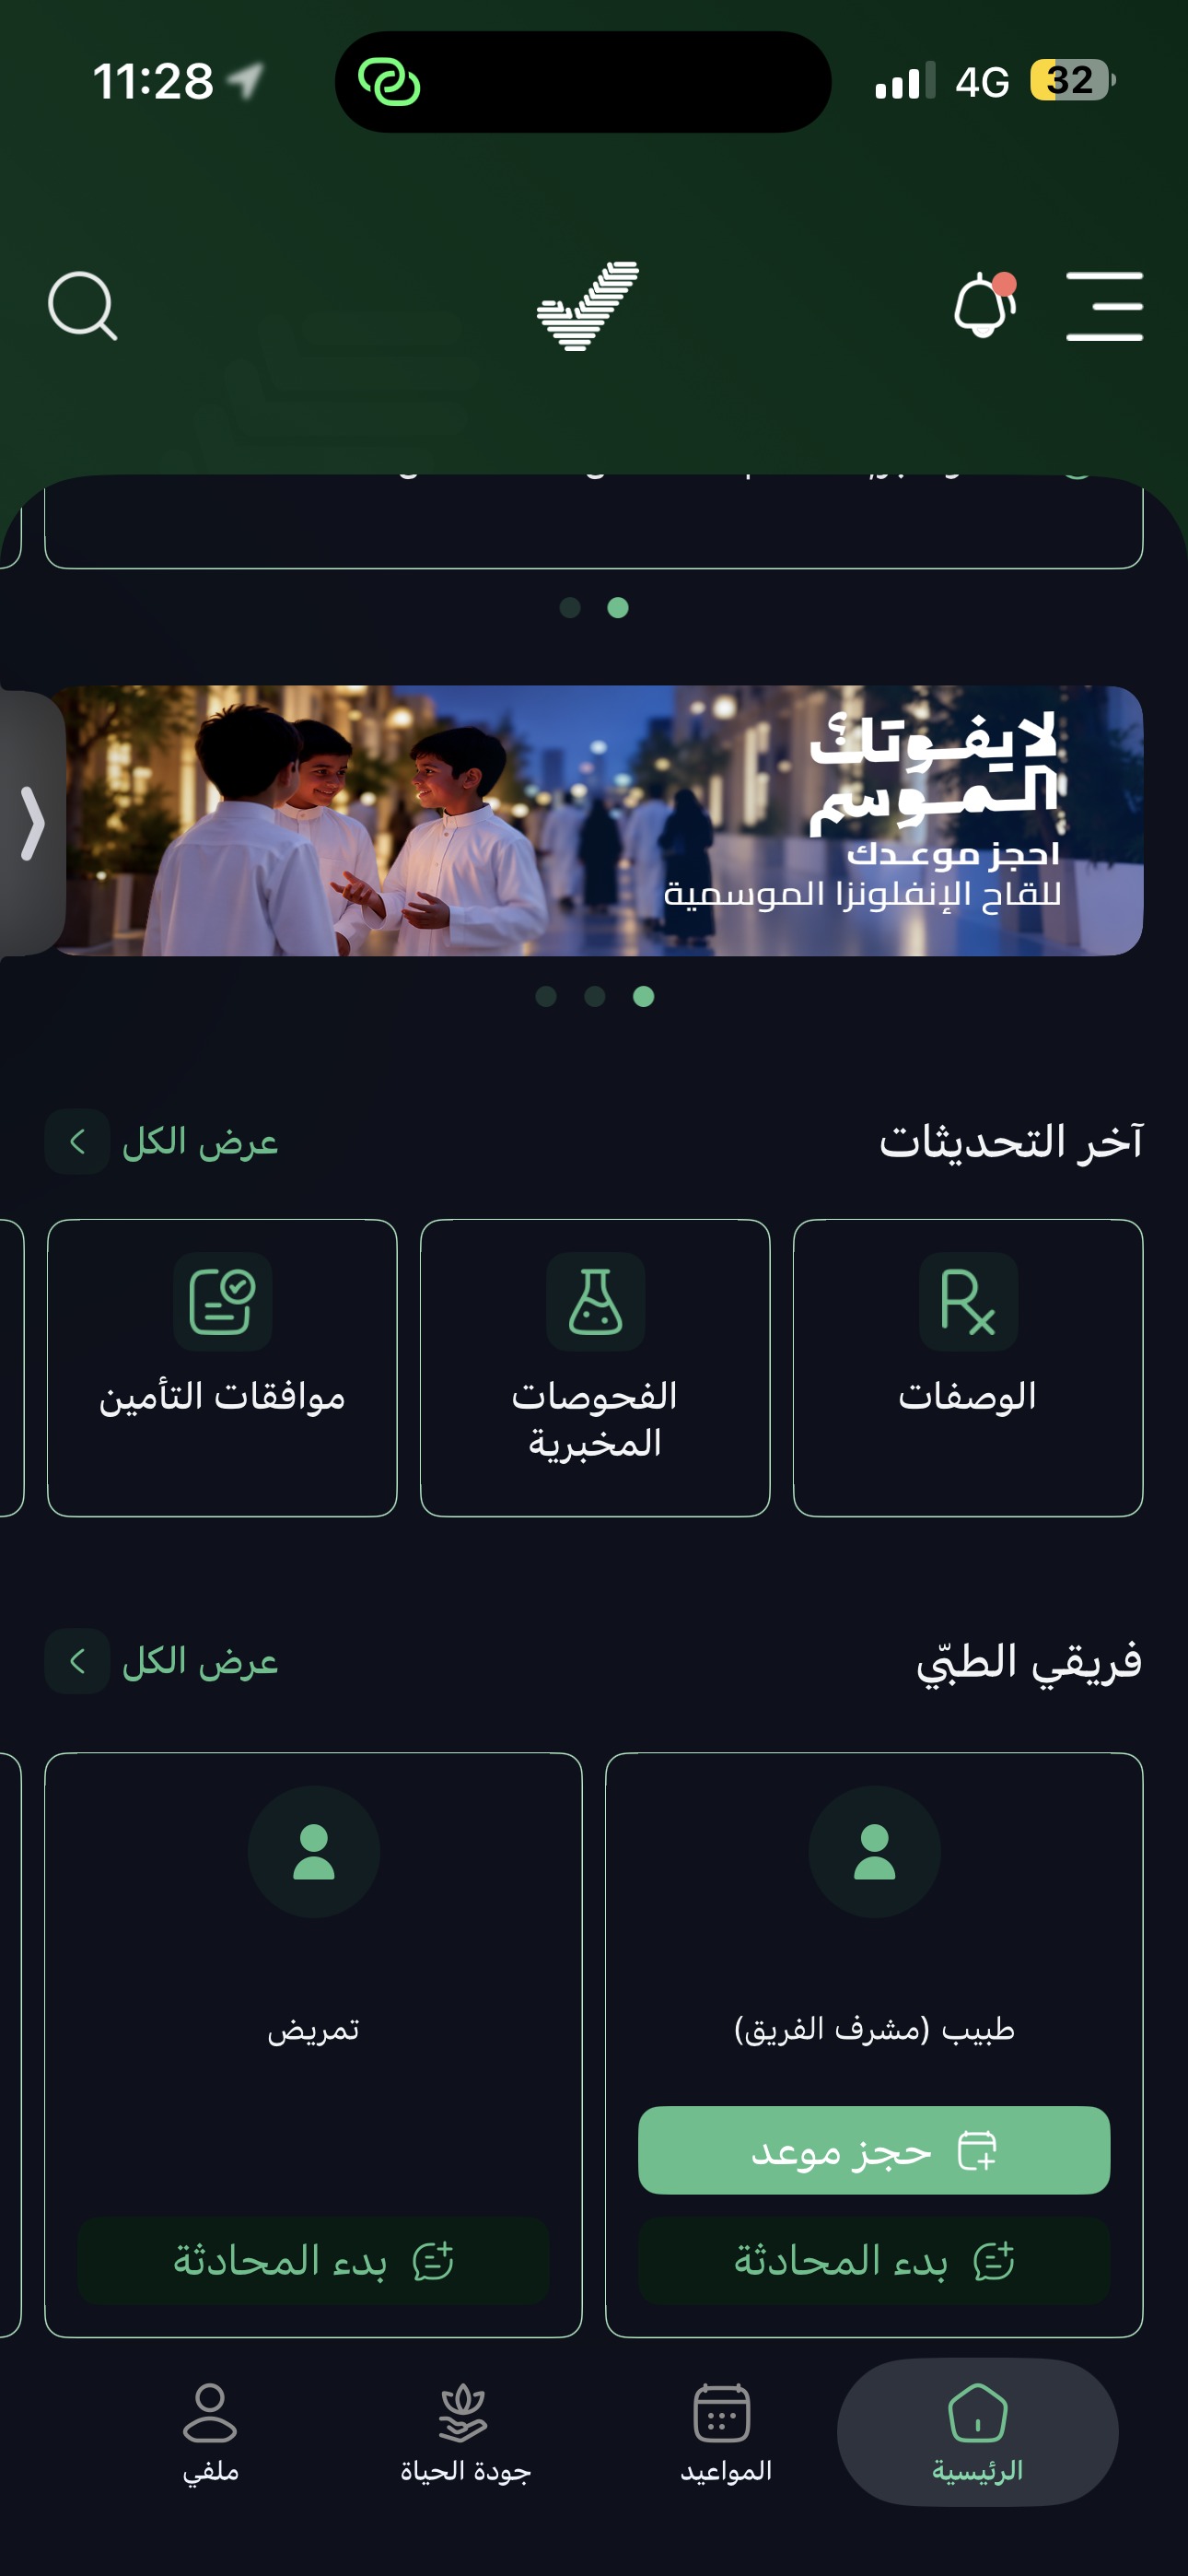 11:28
4G
32
لايفوتك
الموسم
احجز موعدك
للقاح الإنفلونزا الموسمية
آخر التحديثات
عرض الكل
الوصفات
الفحوصات
المخبرية
موافقات التأمين
فريقي الطبّي
عرض الكل
طبيب (مشرف الفريق)
تمريض
حجز موعد
بدء المحادثة
بدء المحادثة
الرئيسية
المواعيد
جودة الحياة
ملفي